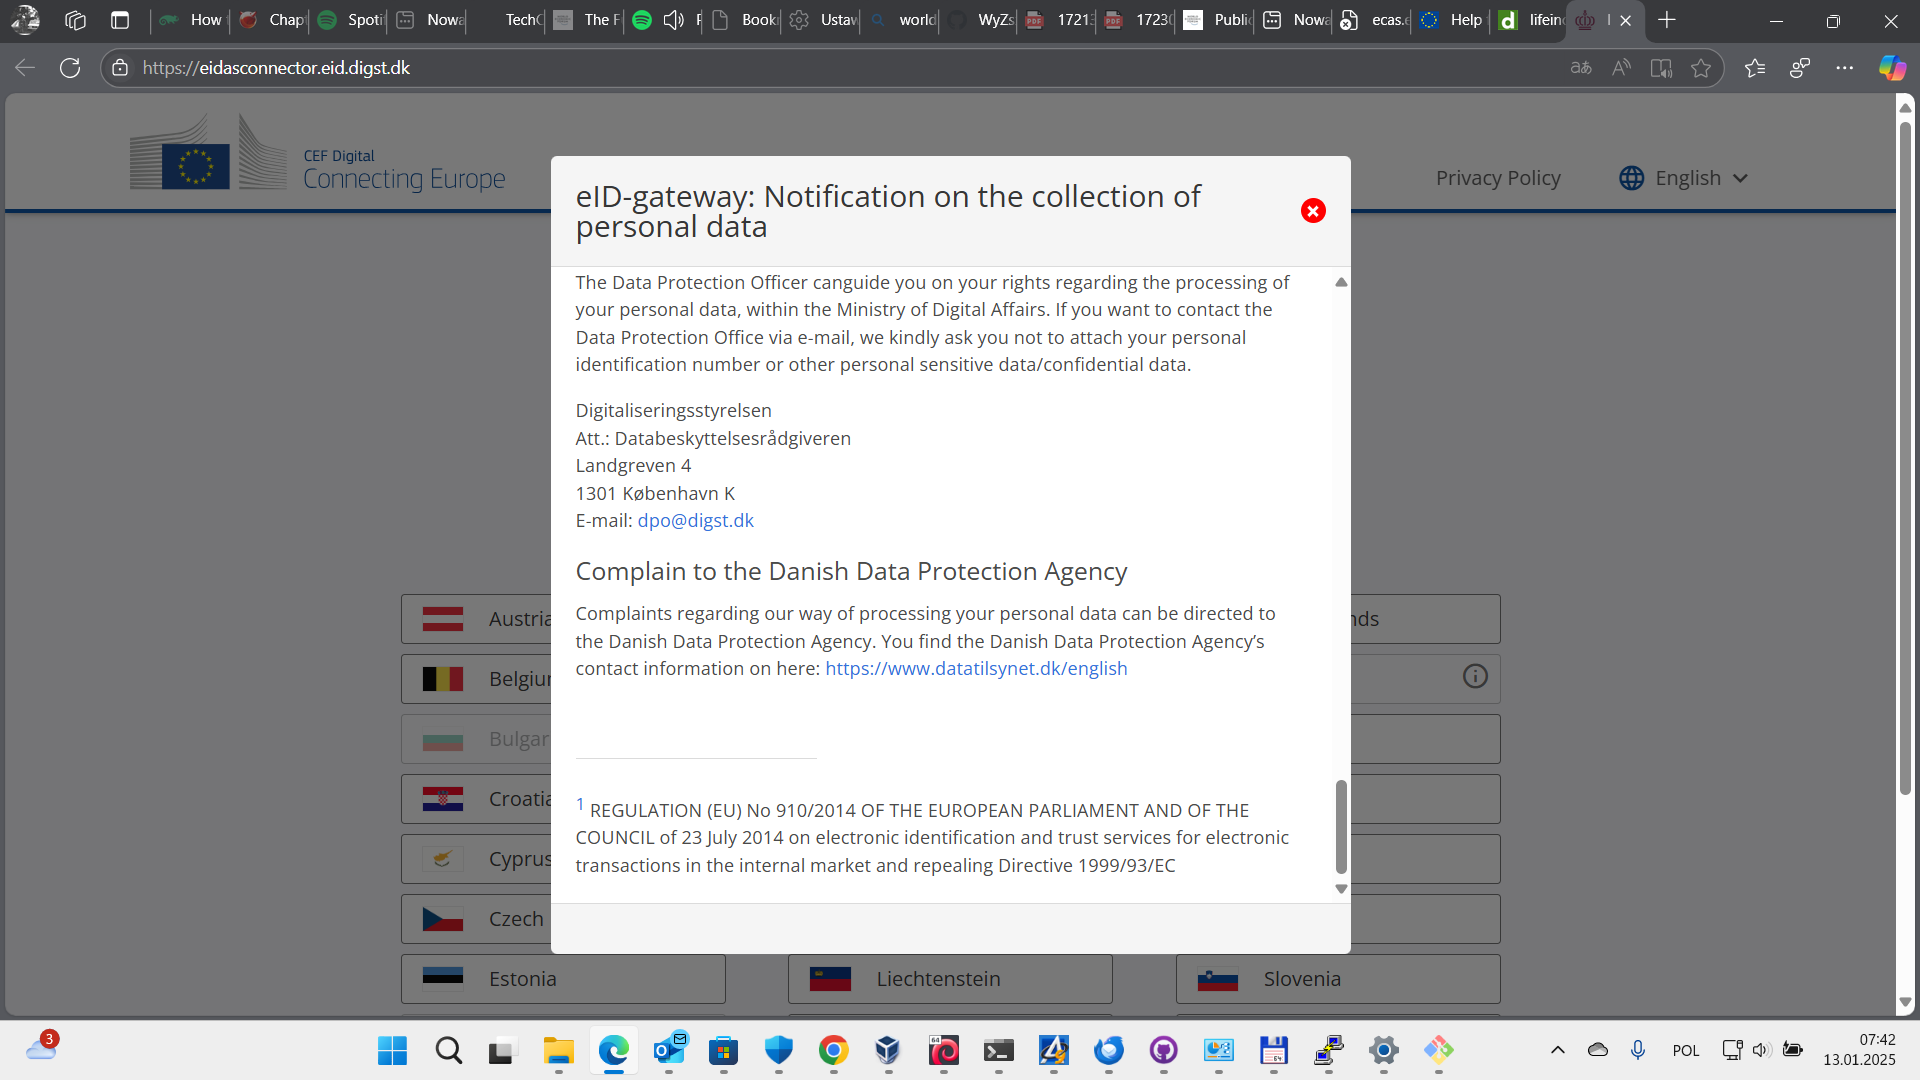 How
Chap
Spoti
Nowa
TechC
The F
Book
Ustaw
world
WyZs
1721
1723
Public
Nowa
ecas.e
Help
lifein
https://eidasconnector.eid.digst.dk
CEF Digital
Connecting Europe
Privacy Policy
English
eID-gateway: Notification on the collection of
personal data
The Data Protection Officer canguide you on your rights regarding the processing of
your personal data, within the Ministry of Digital Affairs. If you want to contact the
Data Protection Office via e-mail, we kindly ask you not to attach your personal
identification number or other personal sensitive data/confidential data.
Digitaliseringsstyrelsen
Att.: Databeskyttelsesrådgiveren
Landgreven 4
1301 København K
E-mail: dpo@digst.dk
Complain to the Danish Data Protection Agency
Complaints regarding our way of processing your personal data can be directed to
the Danish Data Protection Agency. You find the Danish Data Protection Agency's
contact information on here: https://www.datatilsynet.dk/english
1 REGULATION (EU) No 910/2014 OF THE EUROPEAN PARLIAMENT AND OF THE
COUNCIL of 23 July 2014 on electronic identification and trust services for electronic
transactions in the internal market and repealing Directive 1999/93/EC
Austria
nds
Belgium
Bulgar
Croatia
Cyprus
Czech
Estonia
Liechtenstein
Slovenia
3
64
E4
POL
07:42
13.01.2025